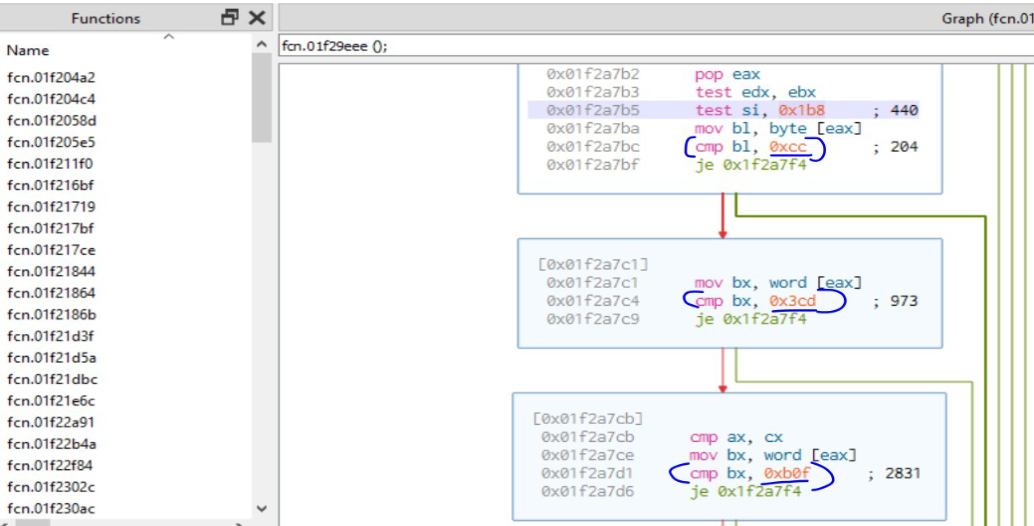 Functions
Graph (fcn.01
Name
fcn.01f29eee ();
fcn.01f204a2
fcn.01f204c4
fcn.01f2058d
fcn.01f205e5
fcn.01f211f0
fcn.01f216bf
fcn.01f21719
fcn.01f217bf
fcn.01f217ce
fcn.01f21844
fcn.01f21864
fcn.01f2186b
fcn.01f21d3f
fcn.01f21d5a
fcn.01f21dbc
fcn.01f21e6c
fcn.01f22a91
fcn.01f22b4a
fcn.01f22f84
fcn.01f2302c
fcn.01f230ac
0x01f2a7b2 pop eax
0x01f2a7b3 test edx, ebx
0x01f2a7b5 test si, 0x1b8 ; 440
0x01f2a7ba mov bl, byte [eax]
0x01f2a7bc cmp bl, 0xcc ; 204
0x01f2a7bf je 0x1f2a7f4
[0x01f2a7c1]
0x01f2a7c1 mov bx, word [eax]
0x01f2a7c4 cmp bx, 0x3cd ; 973
0x01f2a7c9 je 0x1f2a7f4
[0x01f2a7cb]
0x01f2a7cb cmp ax, cx
0x01f2a7ce mov bx, word [eax]
0x01f2a7d1 cmp bx, 0xb0f ; 2831
0x01f2a7d6 je 0x1f2a7f4